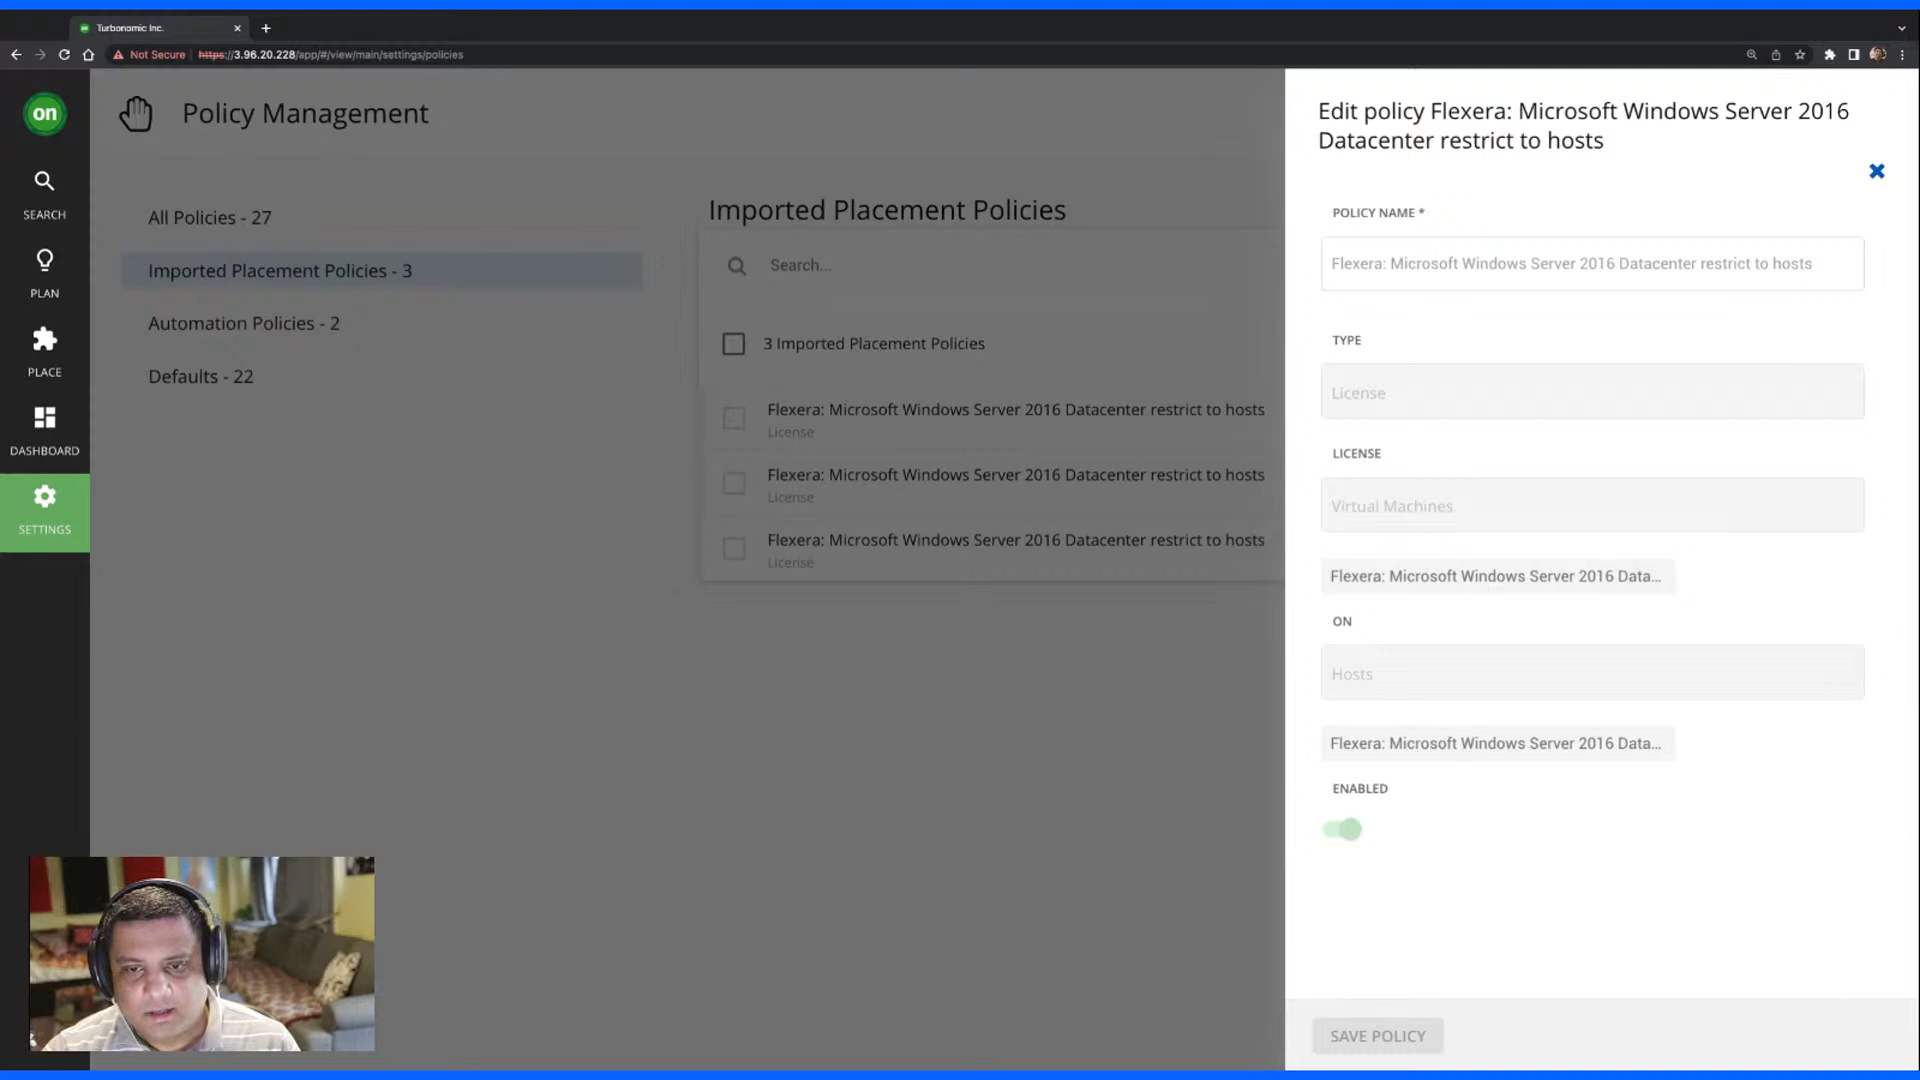 Turbonomic Inc.
Not Secure
https://3.96.20.228/app/#/view/main/settings/policies
on
SEARCH
PLAN
PLACE
DASHBOARD
SETTINGS
Policy Management
All Policies - 27
Imported Placement Policies - 3
Automation Policies - 2
Defaults - 22
Imported Placement Policies
Search...
3 Imported Placement Policies
Flexera: Microsoft Windows Server 2016 Datacenter restrict to hosts
License
Flexera: Microsoft Windows Server 2016 Datacenter restrict to hosts
License
Flexera: Microsoft Windows Server 2016 Datacenter restrict to hosts
License
Edit policy Flexera: Microsoft Windows Server 2016
Datacenter restrict to hosts
POLICY NAME *
Flexera: Microsoft Windows Server 2016 Datacenter restrict to hosts
TYPE
License
LICENSE
Virtual Machines
Flexera: Microsoft Windows Server 2016 Data...
ON
Hosts
Flexera: Microsoft Windows Server 2016 Data...
ENABLED
SAVE POLICY